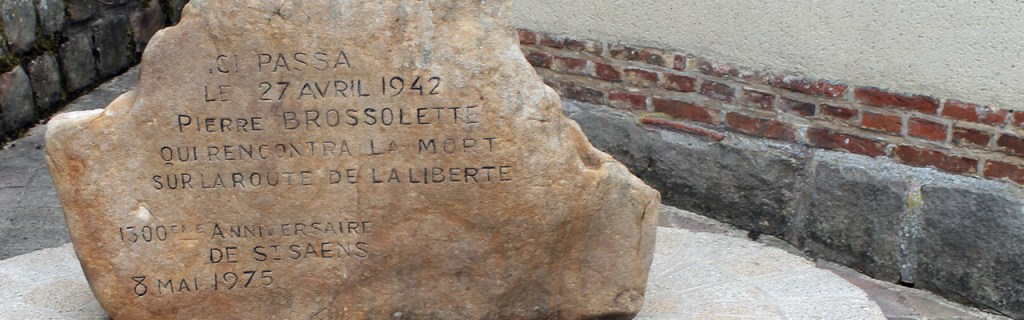 ICI PASSA
LE 27 AVRIL 1942
PIERRE BROSSOLETTE
QUI RENCONTRA LA MORT
SUR LA ROUTE DE LA LIBERTE
1300EME ANNIVERSAIRE
DE ST SAENS
8 MAI 1975